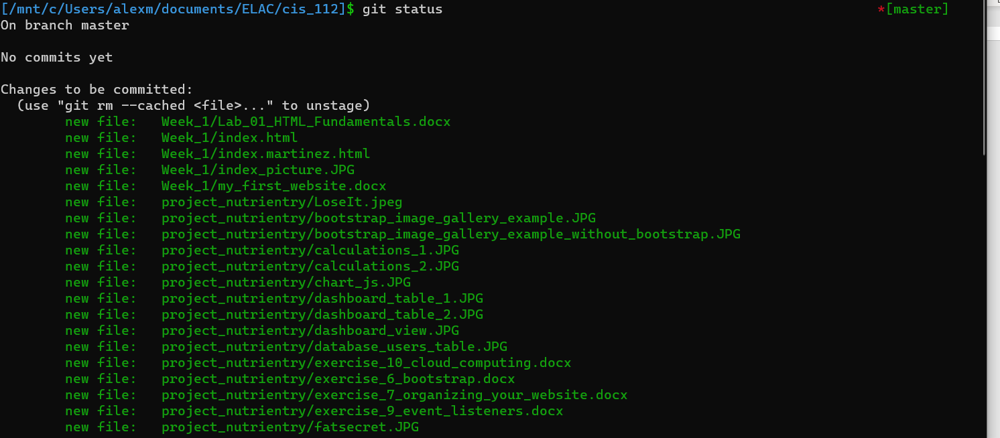 [/mnt/c/Users/alexm/documents/ELAC/cis_112]$ git status *[master]
On branch master
No commits yet
Changes to be committed:
  (use "git rm --cached <file>..." to unstage)
        new file:   Week_1/Lab_01_HTML_Fundamentals.docx
        new file:   Week_1/index.html
        new file:   Week_1/index.martinez.html
        new file:   Week_1/index_picture.JPG
        new file:   Week_1/my_first_website.docx
        new file:   project_nutrientry/LoseIt.jpeg
        new file:   project_nutrientry/bootstrap_image_gallery_example.JPG
        new file:   project_nutrientry/bootstrap_image_gallery_example_without_bootstrap.JPG
        new file:   project_nutrientry/calculations_1.JPG
        new file:   project_nutrientry/calculations_2.JPG
        new file:   project_nutrientry/chart_js.JPG
        new file:   project_nutrientry/dashboard_table_1.JPG
        new file:   project_nutrientry/dashboard_table_2.JPG
        new file:   project_nutrientry/dashboard_view.JPG
        new file:   project_nutrientry/database_users_table.JPG
        new file:   project_nutrientry/exercise_10_cloud_computing.docx
        new file:   project_nutrientry/exercise_6_bootstrap.docx
        new file:   project_nutrientry/exercise_7_organizing_your_website.docx
        new file:   project_nutrientry/exercise_9_event_listeners.docx
        new file:   project_nutrientry/fatsecret.JPG